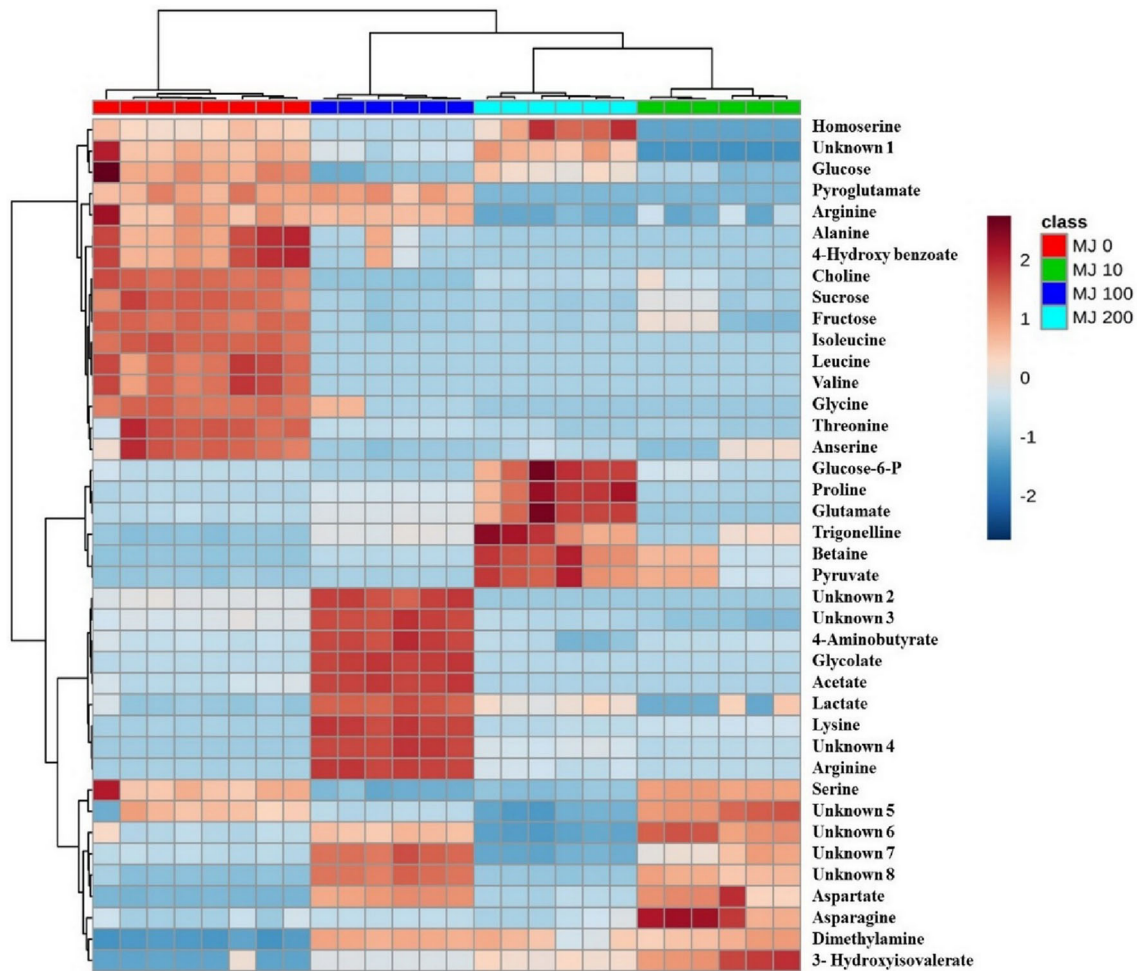 Homoserine
Unknown 1
Glucose
Pyroglutamate
Arginine
Alanine
4-Hydroxy benzoate
Choline
Sucrose
Fructose
Isoleucine
Leucine
Valine
Glycine
Threonine
Anserine
Glucose-6-P
Proline
Glutamate
Trigonelline
Betaine
Pyruvate
Unknown 2
Unknown 3
4-Aminobutyrate
Glycolate
Acetate
Lactate
Lysine
Unknown 4
Arginine
Serine
Unknown 5
Unknown 6
Unknown 7
Unknown 8
Aspartate
Asparagine
Dimethylamine
3- Hydroxyisovalerate
2
1
0
-1
-2
class
MJ 0
MJ 10
MJ 100
MJ 200